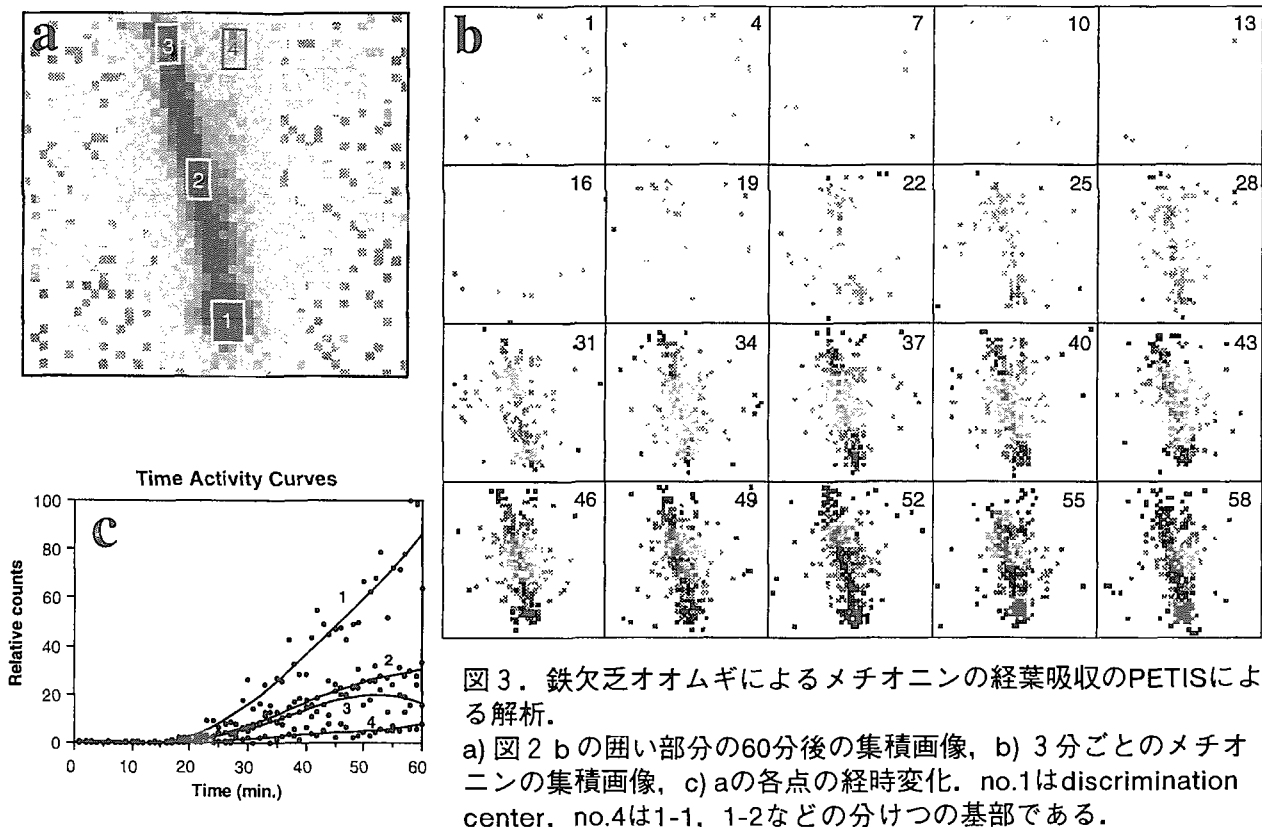 a
3
4
2
1
b
1
4
7
10
13
16
19
22
25
28
31
34
37
40
43
46
49
52
55
58
Time Activity Curves
c
Relative counts
100
80
60
40
20
0
1
2
3
4
0 10 20 30 40 50 60
Time (min.)
図3．鉄欠乏オオムギによるメチオニンの経葉吸収のPETISによ
る解析．
a) 図2 b の囲い部分の60分後の集積画像，b) 3分ごとのメチオ
ニンの集積画像，c) aの各点の経時変化．no.1はdiscrimination
center，no.4は1-1，1-2などの分けつの基部である．